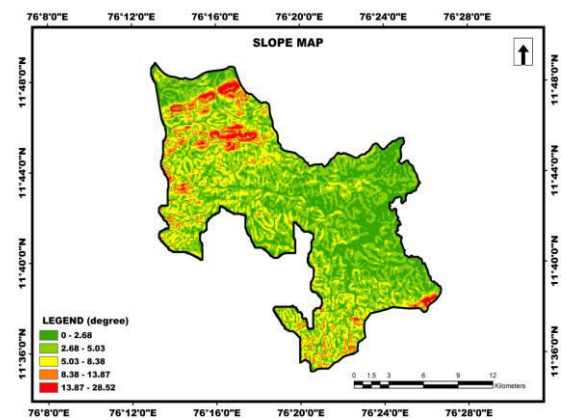 76°8'0"E 76°12'0"E 76°16'0"E 76°20'0"E 76°24'0"E 76°28'0"E
SLOPE MAP
11°48'0"N 11°48'0"N
11°44'0"N 11°44'0"N
11°40'0"N 11°40'0"N
11°36'0"N 11°36'0"N
LEGEND (degree)
0 - 2.68
2.68 - 5.03
5.03 - 8.38
8.38 - 13.87
13.87 - 28.52
0 1.5 3 6 9 12
Kilometers
76°8'0"E 76°12'0"E 76°16'0"E 76°20'0"E 76°24'0"E 76°28'0"E